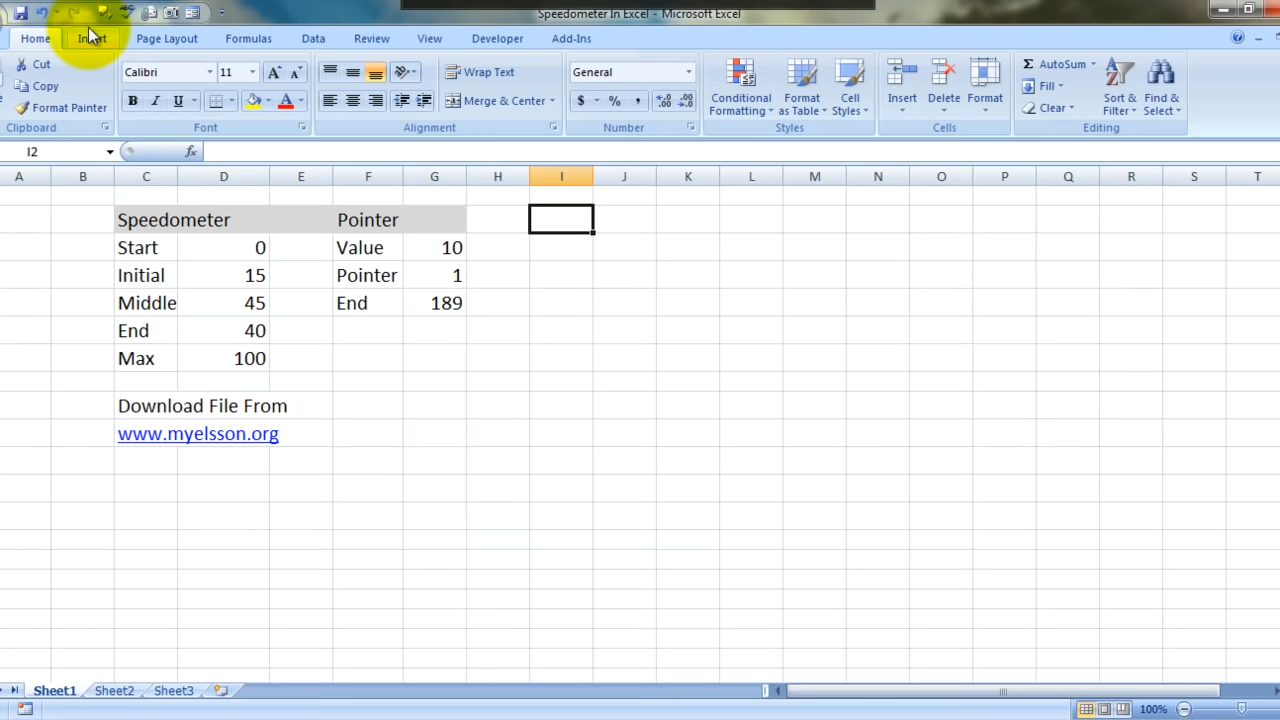 Speedometer In Excel - Microsoft Excel
Home Insert Page Layout Formulas Data Review View Developer Add-Ins
Cut
Copy
Format Painter
Clipboard
Calibri 11
B I U A
Font
Wrap Text
Merge & Center
Alignment
General
$ % , .00
Number
Conditional Formatting
Format as Table
Cell Styles
Styles
Insert Delete Format
Cells
AutoSum
Fill
Clear
Sort & Filter
Find & Select
Editing
I2 fx
A B C D E F G H I J K L M N O P Q R S T
Speedometer Pointer
Start 0 Value 10
Initial 15 Pointer 1
Middle 45 End 189
End 40
Max 100
Download File From
www.myelsson.org
Sheet1 Sheet2 Sheet3
100%